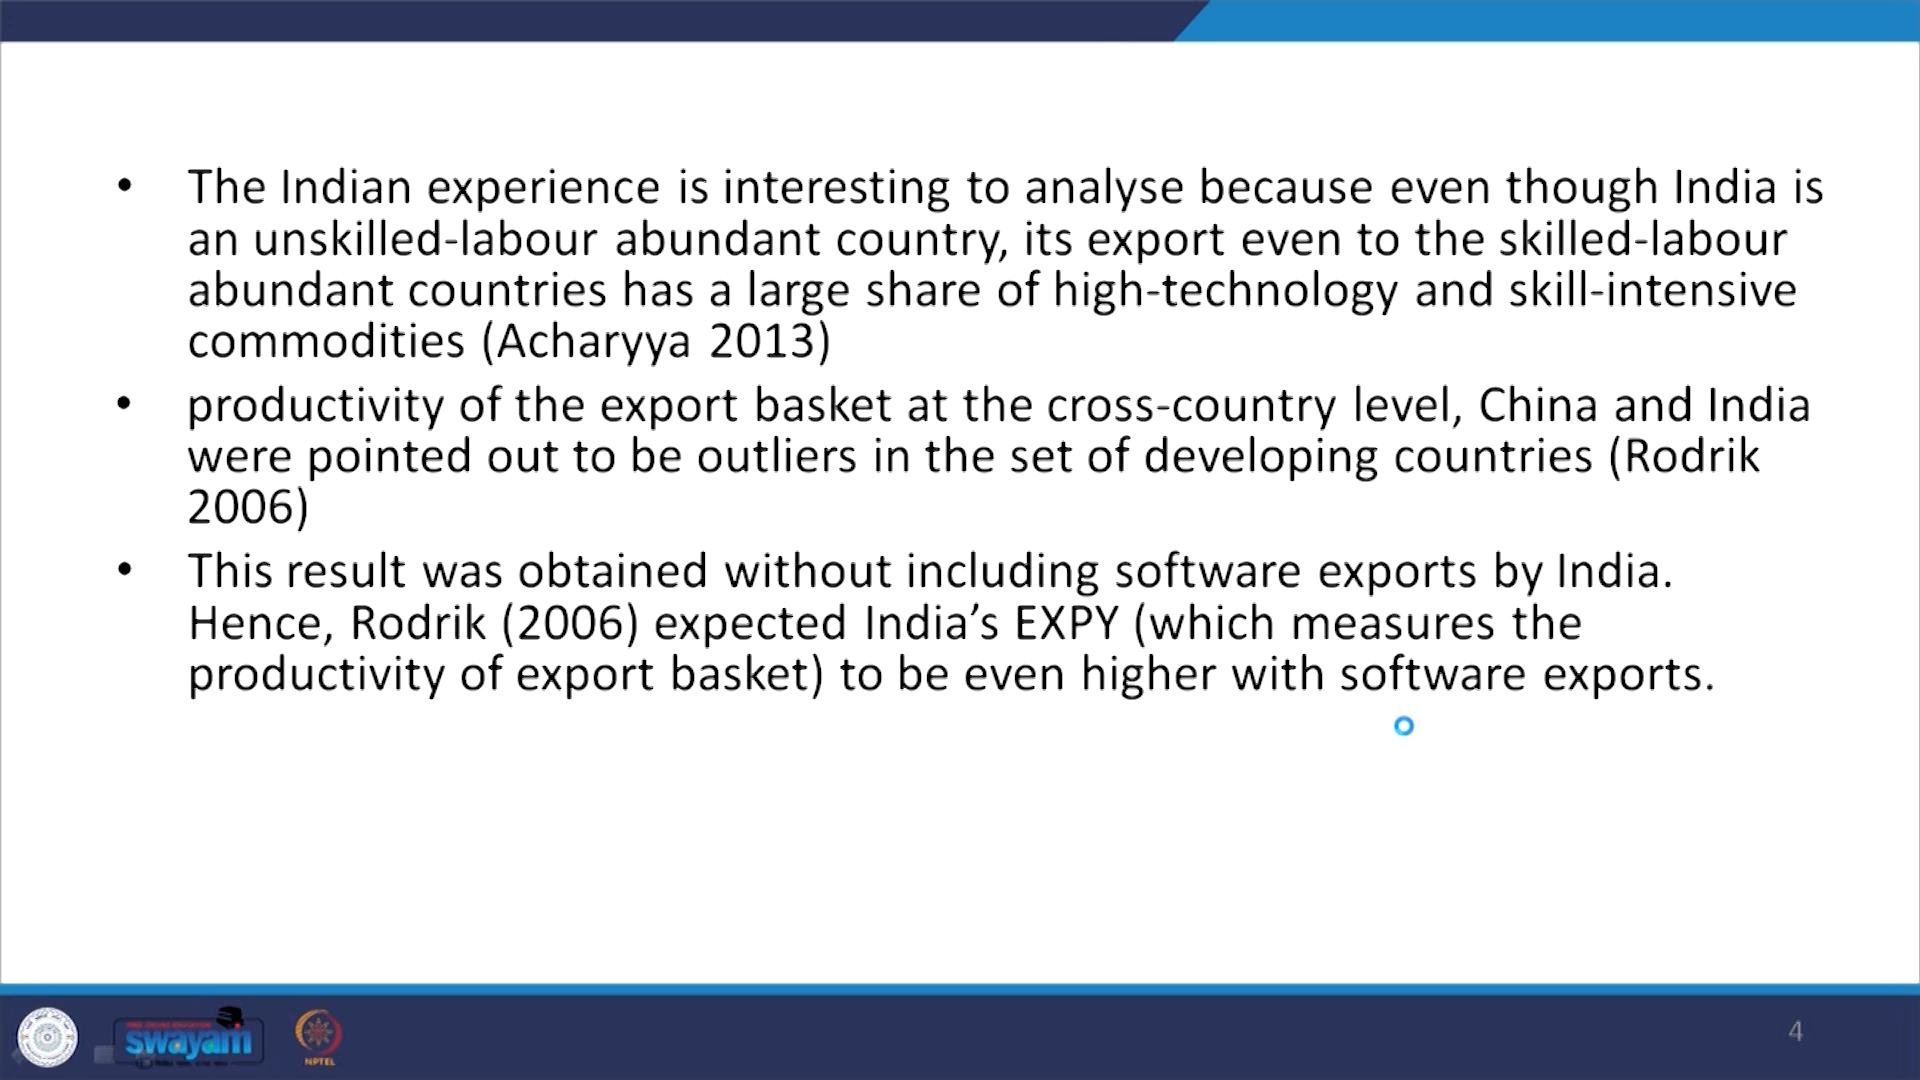 • The Indian experience is interesting to analyse because even though India is
an unskilled-labour abundant country, its export even to the skilled-labour
abundant countries has a large share of high-technology and skill-intensive
commodities (Acharyya 2013)
• productivity of the export basket at the cross-country level, China and India
were pointed out to be outliers in the set of developing countries (Rodrik
2006)
• This result was obtained without including software exports by India.
Hence, Rodrik (2006) expected India’s EXPY (which measures the
productivity of export basket) to be even higher with software exports.
swayam
NPTEL
4